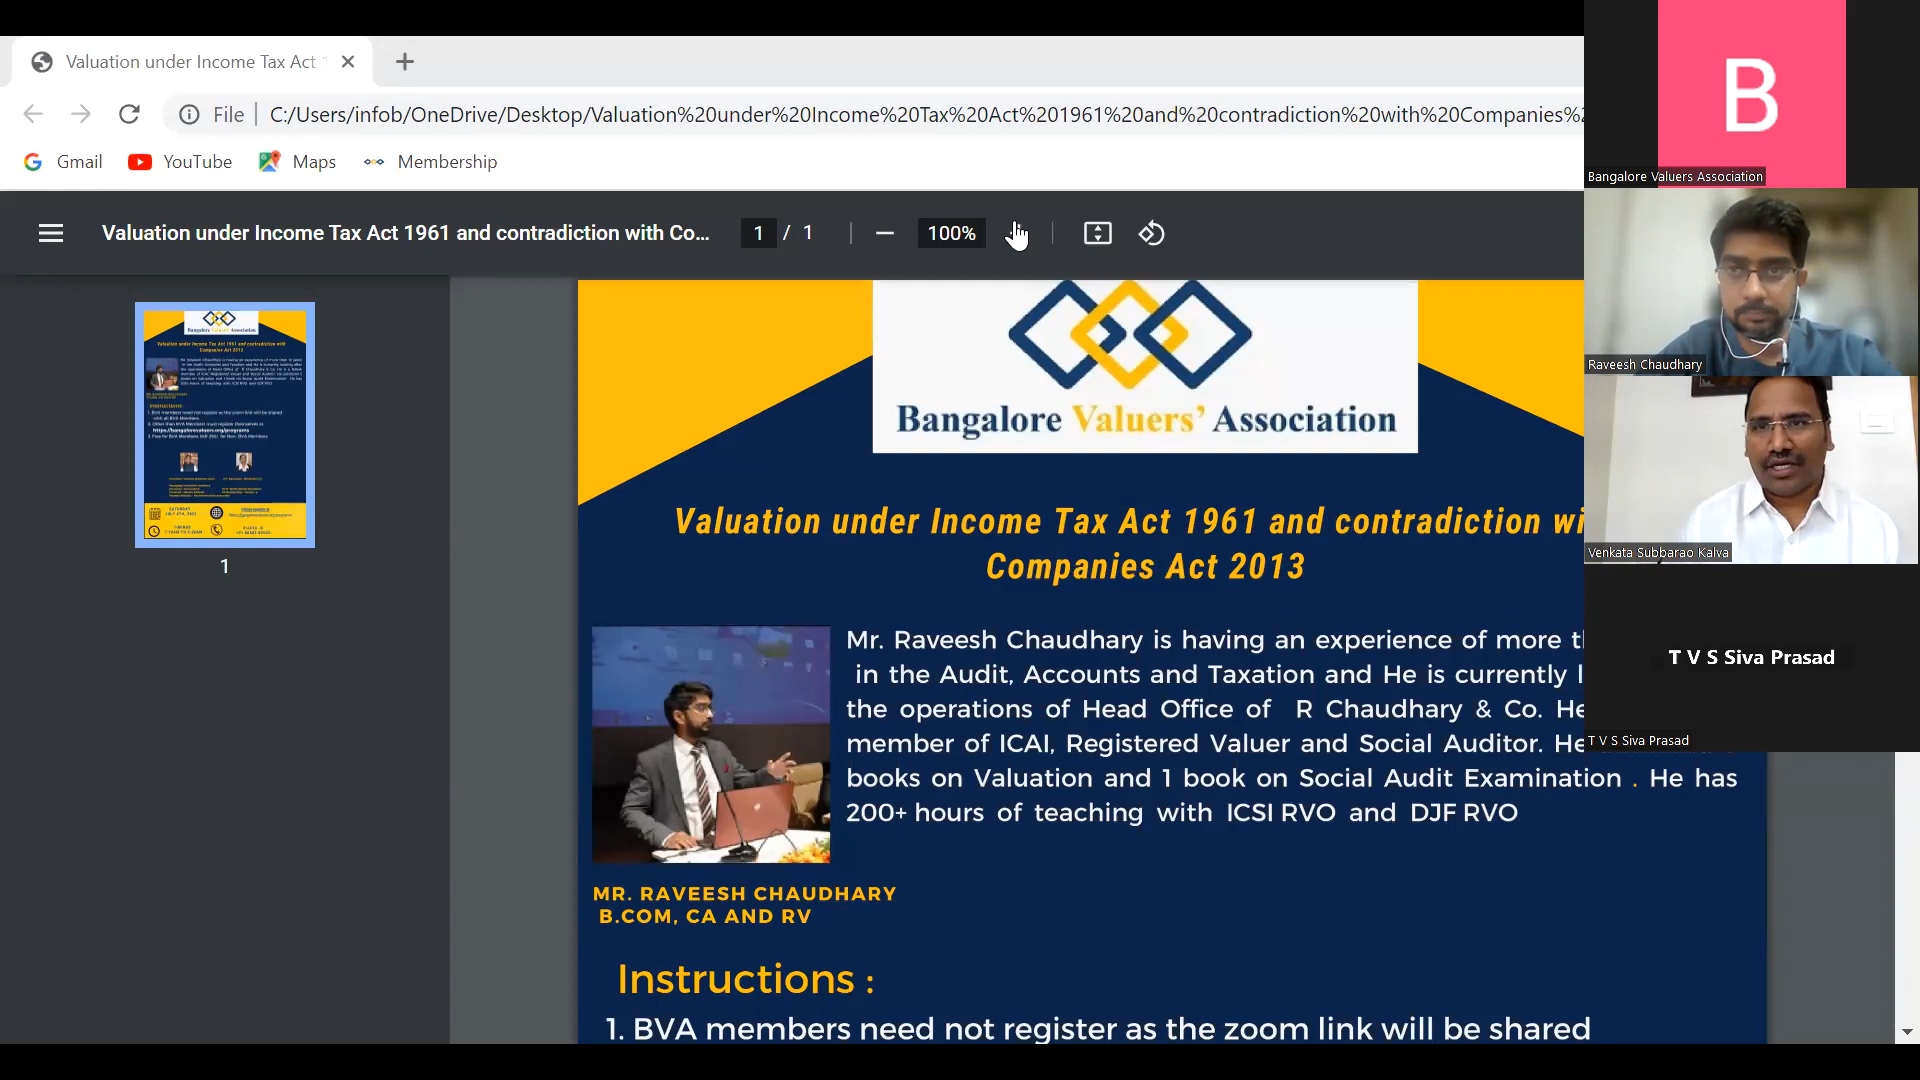 Valuation under Income Tax Act 1
File
C:/Users/infob/OneDrive/Desktop/Valuation%20under%20Income%20Tax%20Act%201961%20and%20contradiction%20with%20Companies%
Gmail
YouTube
Maps
Membership
Valuation under Income Tax Act 1961 and contradiction with Co...
1 / 1
100%
1
Bangalore Valuers' Association
Valuation under Income Tax Act 1961 and contradiction wi
Companies Act 2013
Mr. Raveesh Chaudhary is having an experience of more
in the Audit, Accounts and Taxation and He is currently
the operations of Head Office of R Chaudhary & Co. He
member of ICAI, Registered Valuer and Social Auditor. He
books on Valuation and 1 book on Social Audit Examination . He has
200+ hours of teaching with ICSI RVO and DJF RVO
MR. RAVEESH CHAUDHARY
B.COM, CA AND RV
Instructions :
1. BVA members need not register as the zoom link will be shared
B
Bangalore Valuers Association
Raveesh Chaudhary
Venkata Subbarao Kalva
T V S Siva Prasad
T V S Siva Prasad